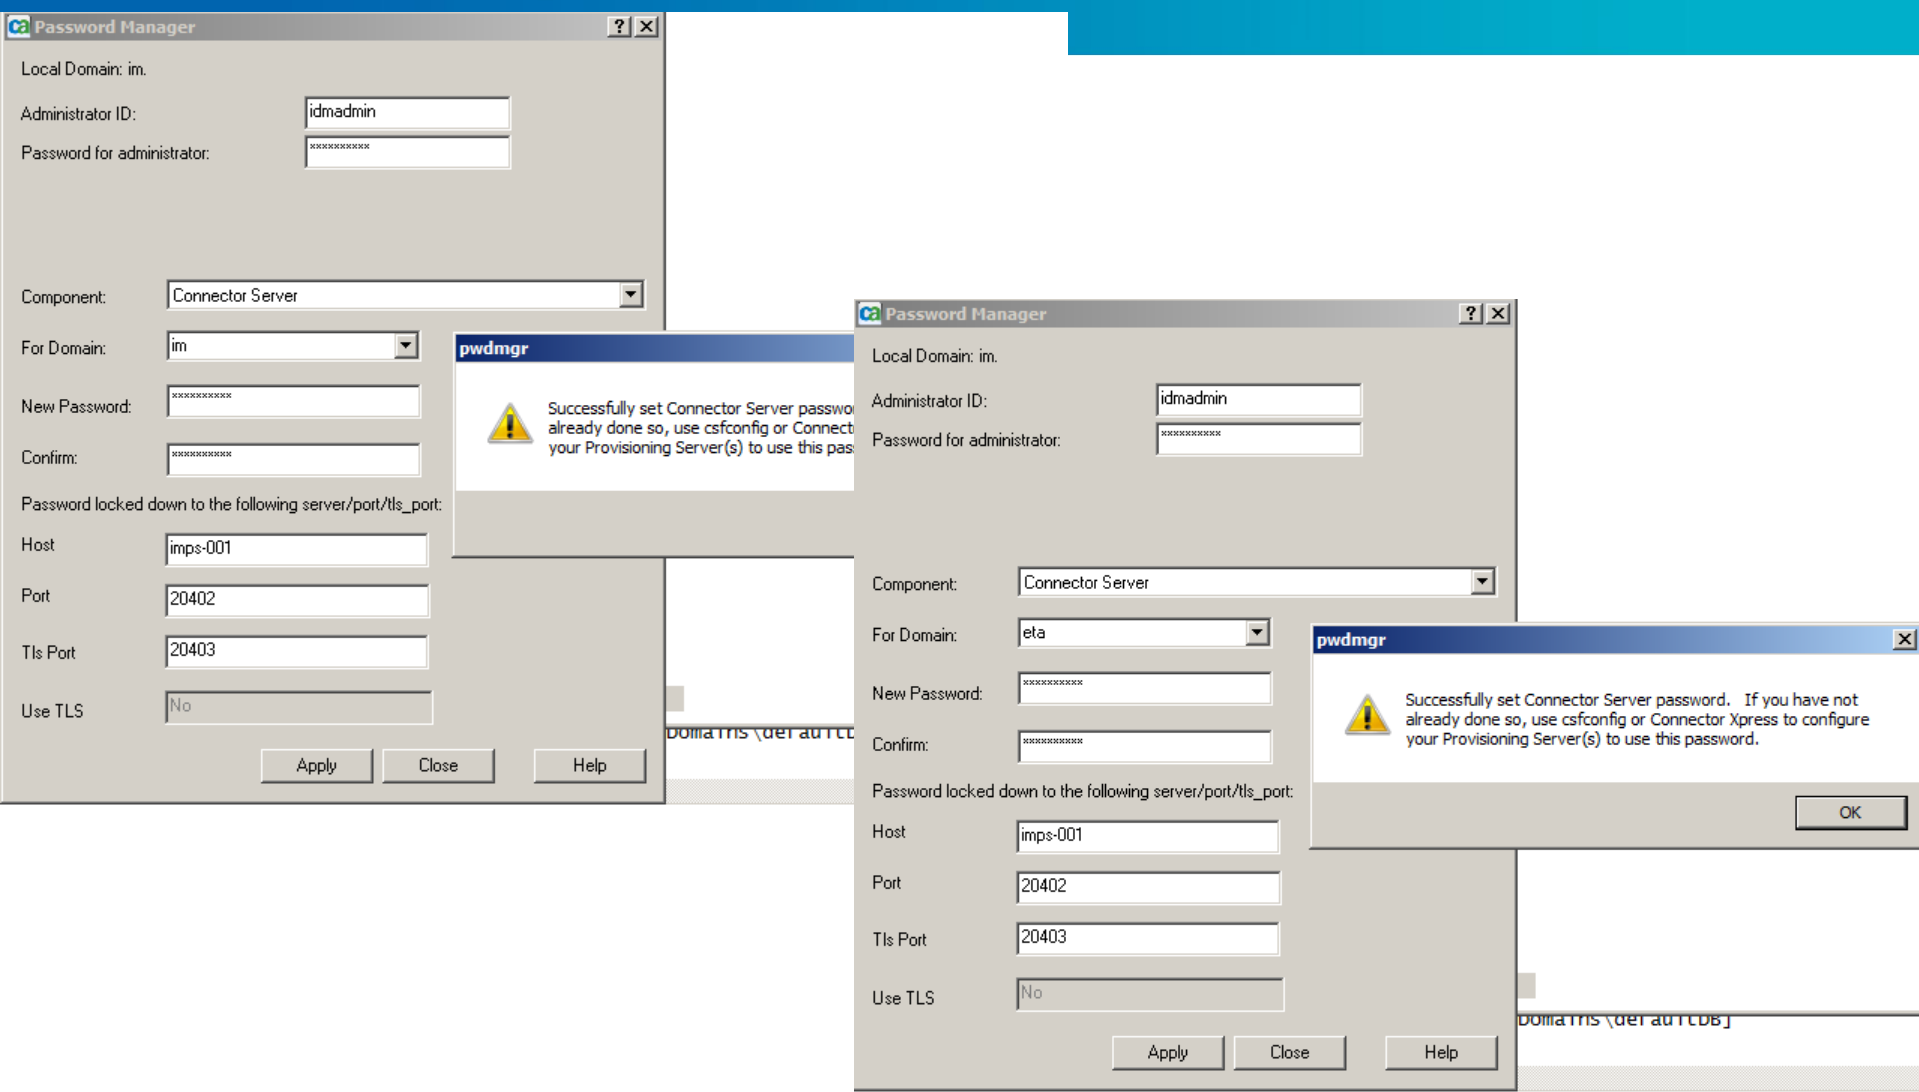 ca Password Manager ? X
Local Domain: im.
Administrator ID: idmadmin
Password for administrator: **********
Component: Connector Server
For Domain: im
New Password: **********
Confirm: **********
Password locked down to the following server/port/tls_port:
Host imps-001
Port 20402
Tls Port 20403
Use TLS No
Apply Close Help
pwdmgr
Successfully set Connector Server
already done so, use csfconfig or
your Provisioning Server(s) to use this
ca Password Manager ? X
Local Domain: im.
Administrator ID: idmadmin
Password for administrator: **********
Component: Connector Server
For Domain: eta
New Password: **********
Confirm: **********
Password locked down to the following server/port/tls_port:
Host imps-001
Port 20402
Tls Port 20403
Use TLS No
Apply Close Help
pwdmgr X
Successfully set Connector Server password. If you have not
already done so, use csfconfig or Connector Xpress to configure
your Provisioning Server(s) to use this password.
OK
Domains\defaultDB]